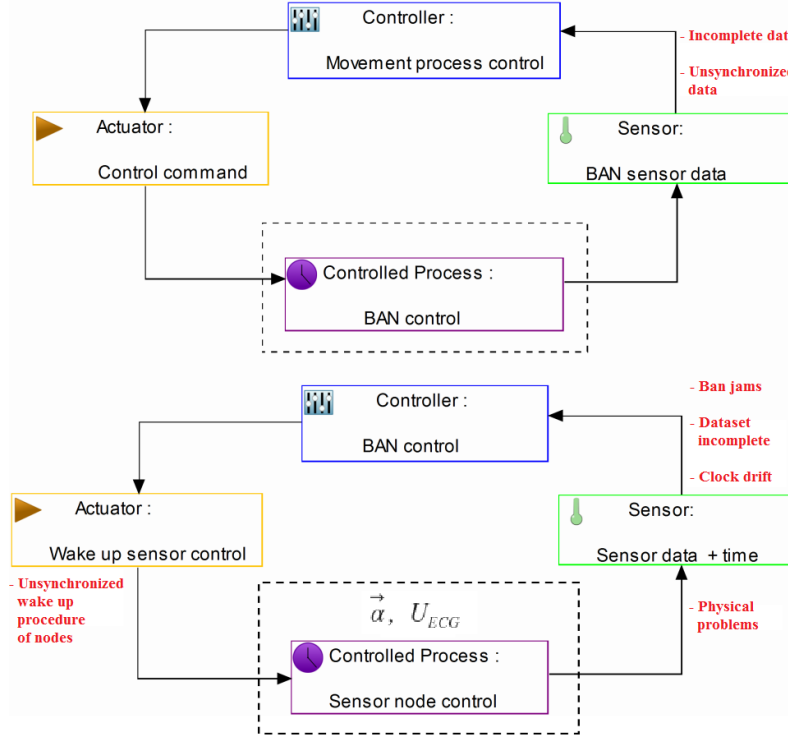 Controller :
Movement process control
- Incomplete dat
- Unsynchronized
data
Actuator :
Control command
Sensor:
BAN sensor data
Controlled Process :
BAN control
Controller :
BAN control
- Ban jams
- Dataset
incomplete
- Clock drift
Actuator :
Wake up sensor control
Sensor:
Sensor data + time
- Unsynchronized
wake up
procedure
of nodes
α⃗, U_ECG
- Physical
problems
Controlled Process :
Sensor node control